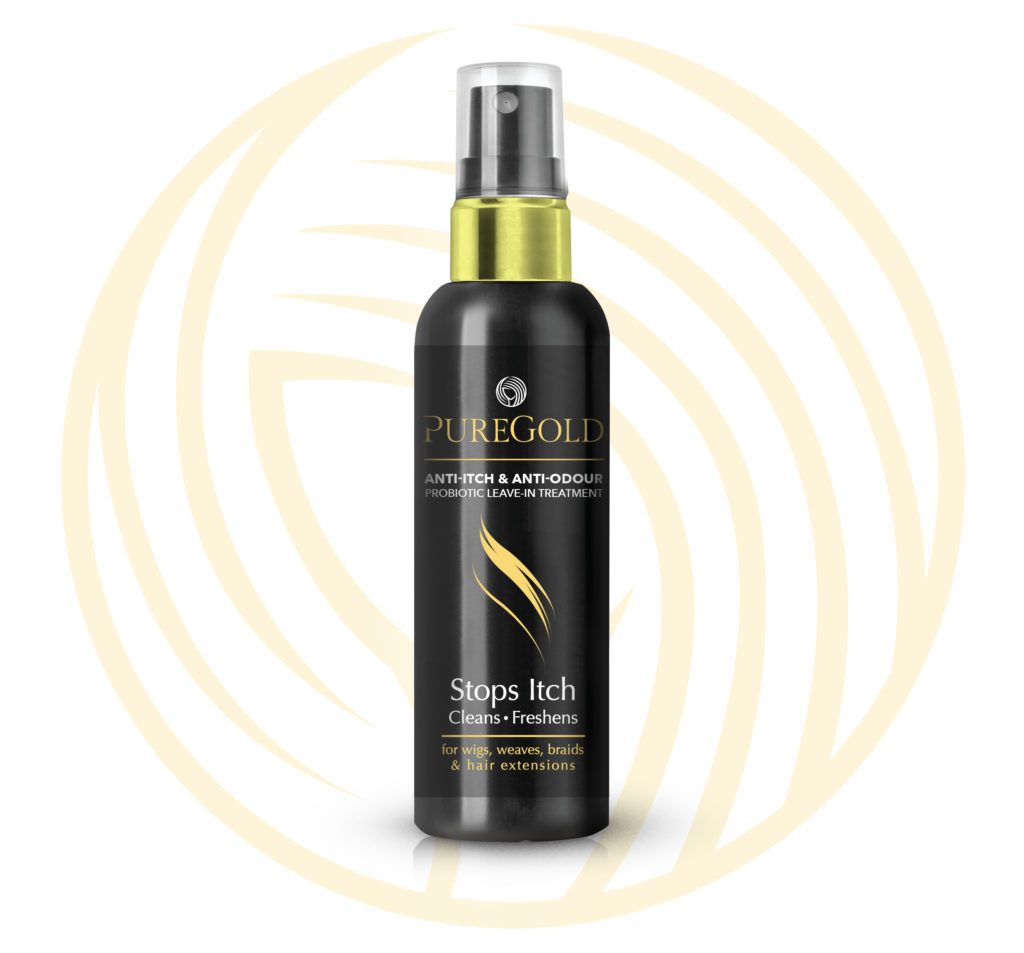 PUREGOLD
ANTI-ITCH & ANTI-ODOUR
PROBIOTIC LEAVE-IN TREATMENT
Stops Itch
Cleans • Freshens
for wigs, weaves, braids
& hair extensions